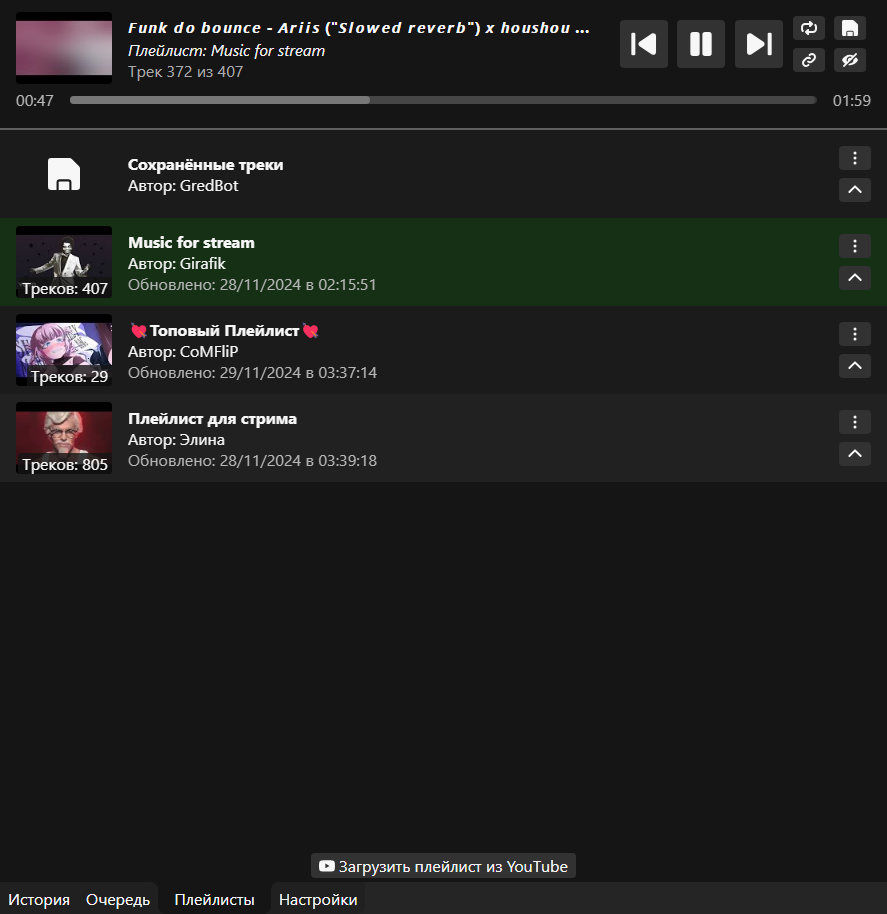 Funk do bounce - Ariis ("Slowed reverb") x houshou ...
Плейлист: Music for stream
Трек 372 из 407
00:47
01:59
Сохранённые треки
Автор: GredBot
Music for stream
Автор: Girafik
Обновлено: 28/11/2024 в 02:15:51
Треков: 407
💘Топовый Плейлист💘
Автор: CoMFliP
Обновлено: 29/11/2024 в 03:37:14
Треков: 29
Плейлист для стрима
Автор: Элина
Обновлено: 28/11/2024 в 03:39:18
Треков: 805
Загрузить плейлист из YouTube
История Очередь Плейлисты Настройки